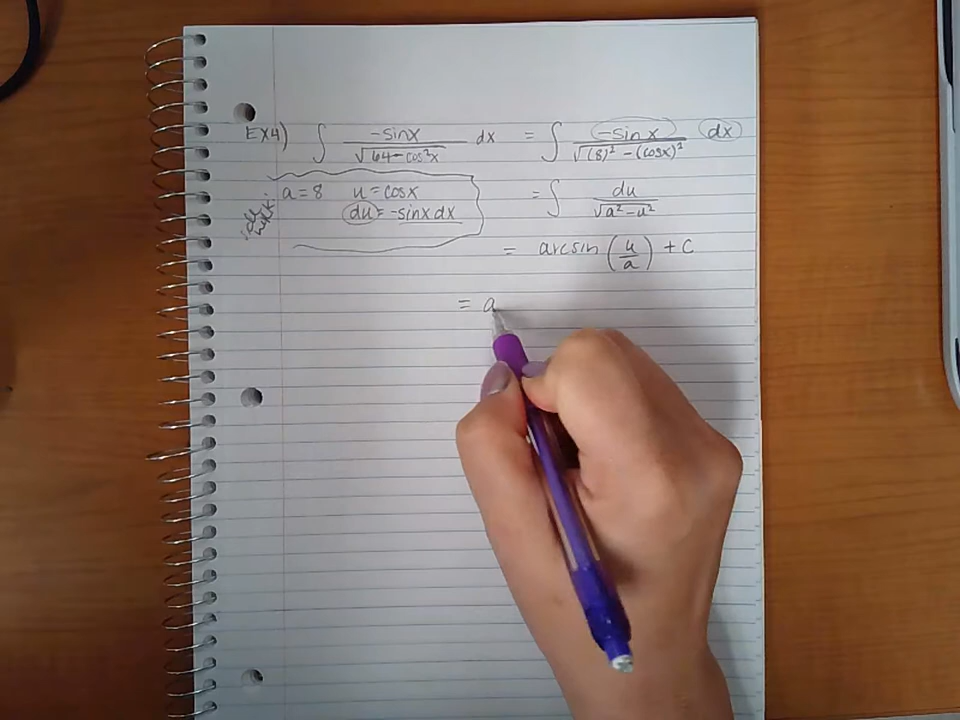 Ex4) ∫ -sinx / √(64-cos²x) dx = ∫ -sin x / √((8)² - (cosx)²) dx
a = 8 u = cosx
du = -sinx dx
= ∫ du / √(a² - u²)
= arcsin (u/a) + C
= a